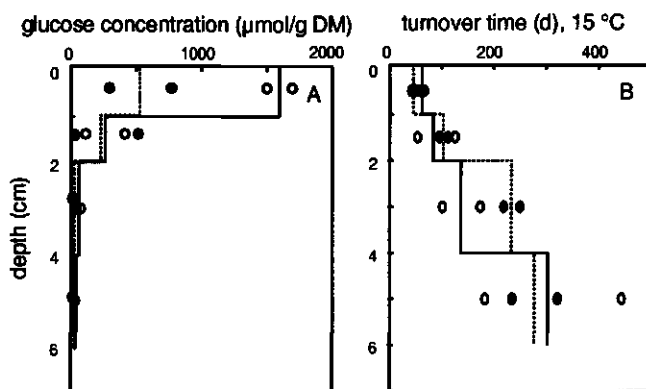 glucose concentration (μmol/g DM)
0 1000 2000
turnover time (d), 15 °C
0 200 400
depth (cm)
0
2
4
6
A
0
2
4
6
B